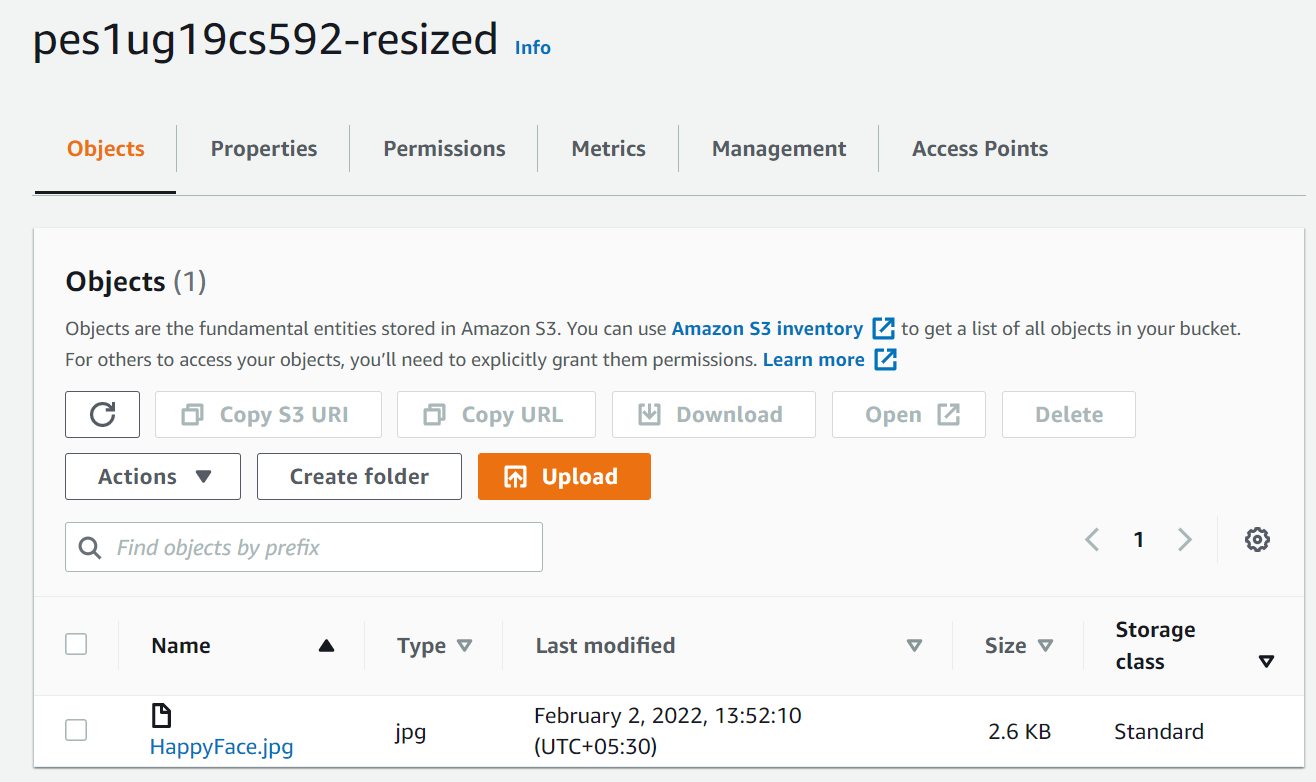 pes1ug19cs592-resized Info
Objects Properties Permissions Metrics Management Access Points
Objects (1)
Objects are the fundamental entities stored in Amazon S3. You can use Amazon S3 inventory to get a list of all objects in your bucket.
For others to access your objects, you’ll need to explicitly grant them permissions. Learn more
Copy S3 URI Copy URL Download Open Delete
Actions Create folder Upload
Find objects by prefix 1
Name Type Last modified Size Storage
class
HappyFace.jpg jpg February 2, 2022, 13:52:10
(UTC+05:30) 2.6 KB Standard